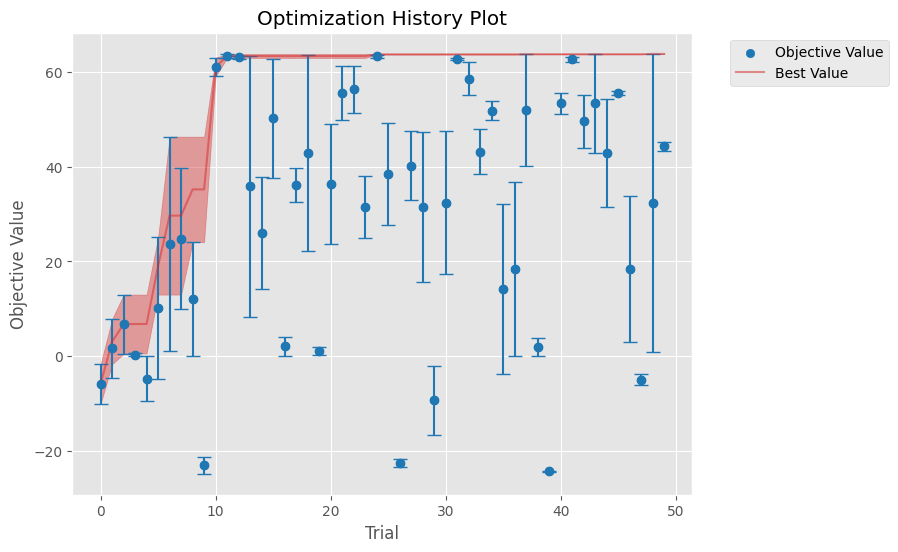 Optimization History Plot
Objective Value
Best Value
60
40
20
0
−20
Objective Value
0 10 20 30 40 50
Trial